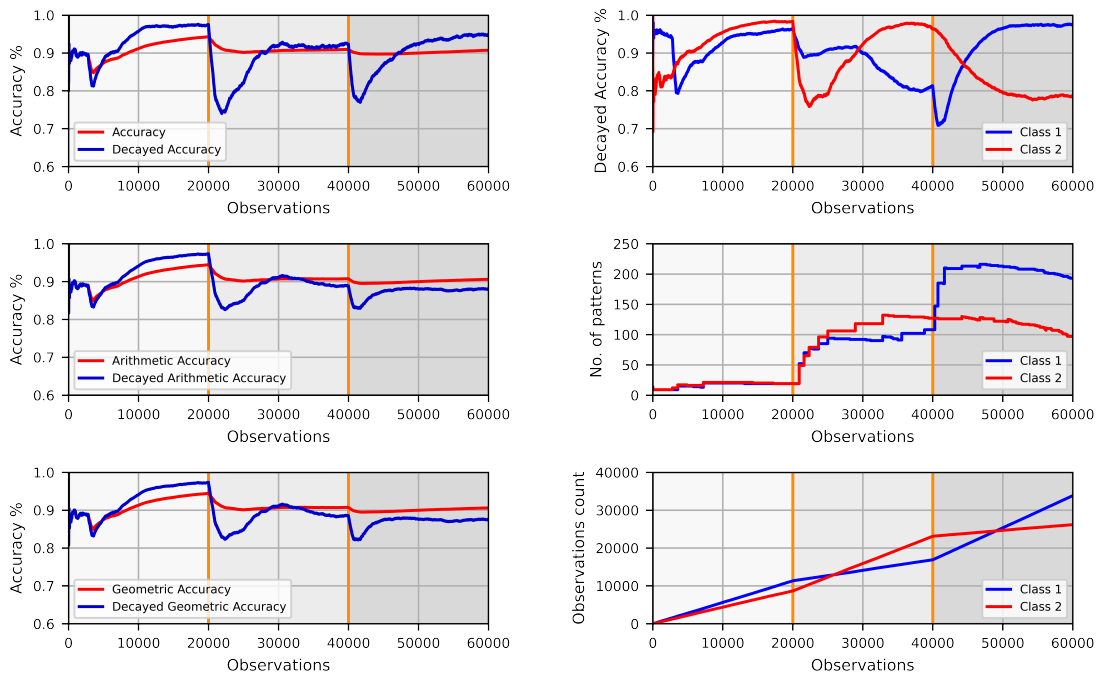 Accuracy %
1.0
0.9
0.8
0.7
0.6
Accuracy
Decayed Accuracy
0 10000 20000 30000 40000 50000 60000
Observations
Decayed Accuracy %
1.0
0.9
0.8
0.7
0.6
Class 1
Class 2
0 10000 20000 30000 40000 50000 60000
Observations
Accuracy %
1.0
0.9
0.8
0.7
0.6
Arithmetic Accuracy
Decayed Arithmetic Accuracy
0 10000 20000 30000 40000 50000 60000
Observations
No. of patterns
250
200
150
100
50
0
Class 1
Class 2
0 10000 20000 30000 40000 50000 60000
Observations
Accuracy %
1.0
0.9
0.8
0.7
0.6
Geometric Accuracy
Decayed Geometric Accuracy
0 10000 20000 30000 40000 50000 60000
Observations
Observations count
40000
30000
20000
10000
0
Class 1
Class 2
0 10000 20000 30000 40000 50000 60000
Observations